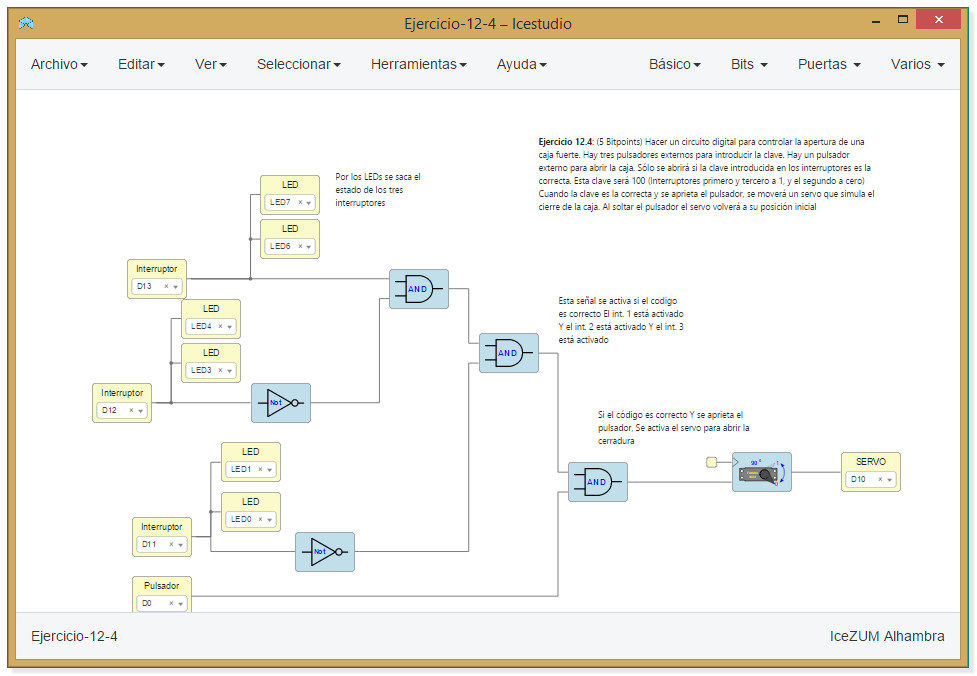 Ejercicio-12-4 – Icestudio
Archivo Editar Ver Seleccionar Herramientas Ayuda Básico Bits Puertas Varios
Ejercicio 12.4: (5 Bitpoints) Hacer un circuito digital para controlar la apertura de una
caja fuerte. Hay tres pulsadores externos para introducir la clave. Hay un pulsador
externo para abrir la caja. Sólo se abrirá si la clave introducida en los interruptores es la
correcta. Esta clave será 100 (Interruptores primero y tercero a 1, y el segundo a cero)
Cuando la clave es la correcta y se aprieta el pulsador, se moverá un servo que simula el
cierre de la caja. Al soltar el pulsador el servo volverá a su posición inicial
Por los LEDs se saca el
estado de los tres
interruptores
LED
LED7
LED
LED6
Interruptor
D13
AND
LED
LED4
LED
LED3
Interruptor
D12
Not
AND
Esta señal se activa si el codigo
es correcto El int. 1 está activado
Y el int. 2 está activado Y el int. 3
está activado
Si el código es correcto Y se aprieta el
pulsador, Se activa el servo para abrir la
cerradura
LED
LED1
LED
LED0
Interruptor
D11
Not
AND
90º
SERVO
D10
Pulsador
D0
Ejercicio-12-4
IceZUM Alhambra